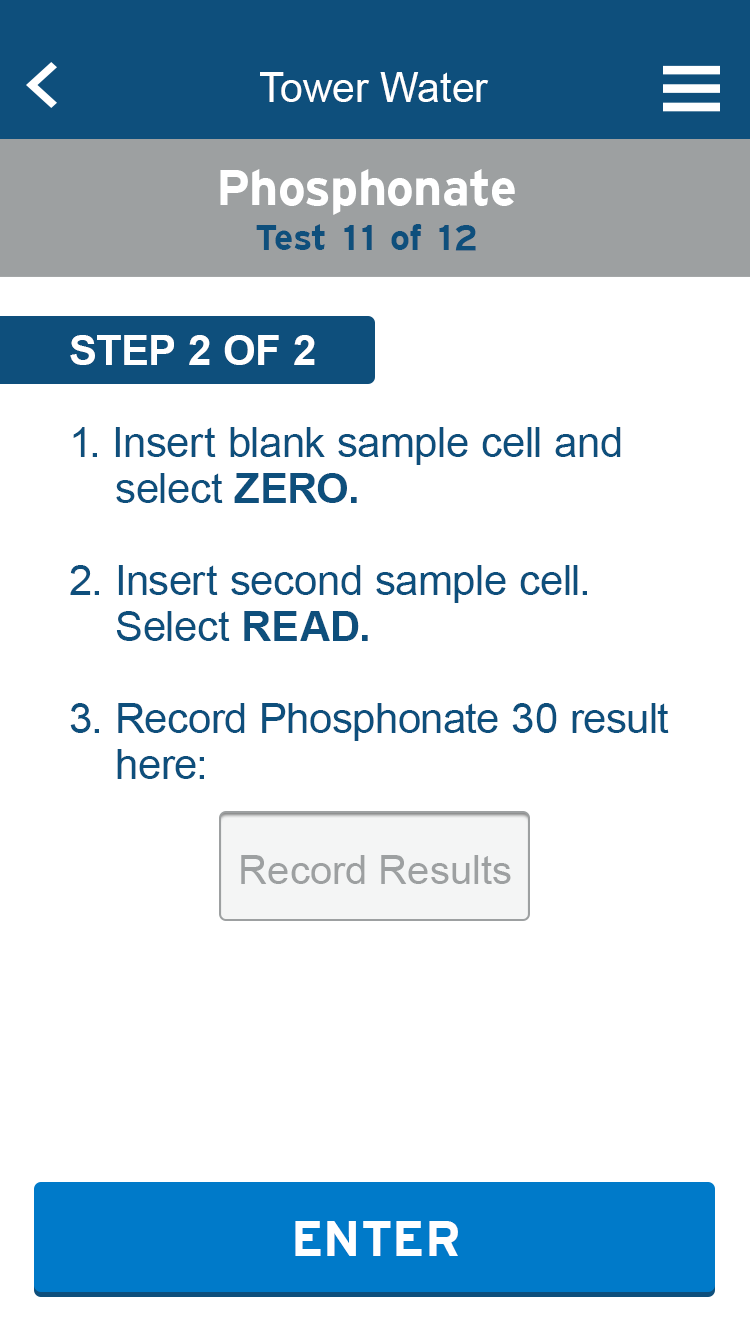 Tower Water
Phosphonate
Test 11 of 12
STEP 2 OF 2
1. Insert blank sample cell and
select ZERO.
2. Insert second sample cell.
Select READ.
3. Record Phosphonate 30 result
here:
Record Results
ENTER